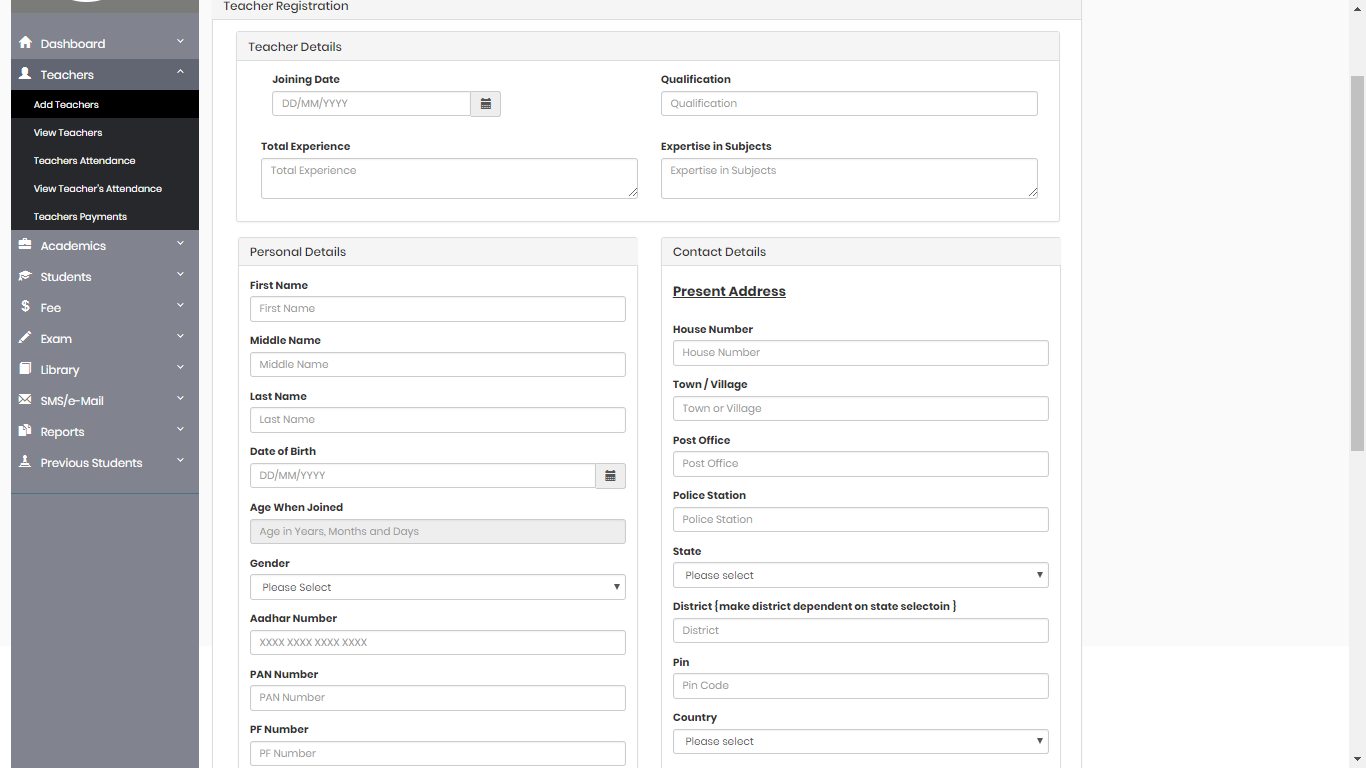 Dashboard
Teachers
Add Teachers
View Teachers
Teachers Attendance
View Teacher's Attendance
Teachers Payments
Academics
Students
Fee
Exam
Library
SMS/e-Mail
Reports
Previous Students
Teacher Registration
Teacher Details
Joining Date
DD/MM/YYYY
Qualification
Qualification
Total Experience
Total Experience
Expertise in Subjects
Expertise in Subjects
Personal Details
First Name
First Name
Middle Name
Middle Name
Last Name
Last Name
Date of Birth
DD/MM/YYYY
Age When Joined
Age in Years, Months and Days
Gender
Please Select
Aadhar Number
XXXX XXXX XXXX XXXX
PAN Number
PAN Number
PF Number
PF Number
Contact Details
Present Address
House Number
House Number
Town / Village
Town or Village
Post Office
Post Office
Police Station
Police Station
State
Please select
District {make district dependent on state selectoin }
District
Pin
Pin Code
Country
Please select